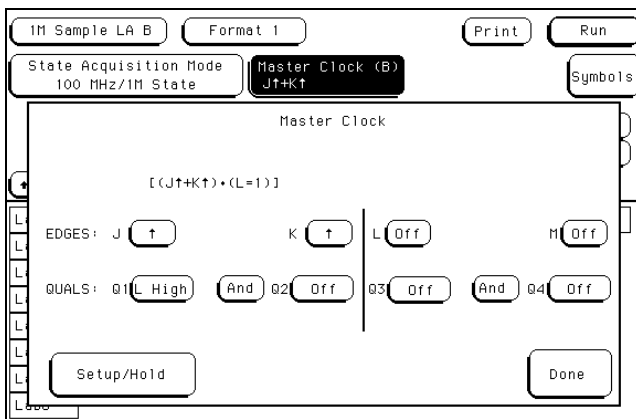 1M Sample LA B Format 1 Print Run
State Acquisition Mode
100 MHz/1M State
Master Clock (B)
J↑+K↑
Symbols
Master Clock
[(J↑+K↑)•(L=1)]
EDGES: J ↑ K ↑ L Off M Off
QUALS: Q1 L High And Q2 Off Q3 Off And Q4 Off
Setup/Hold Done